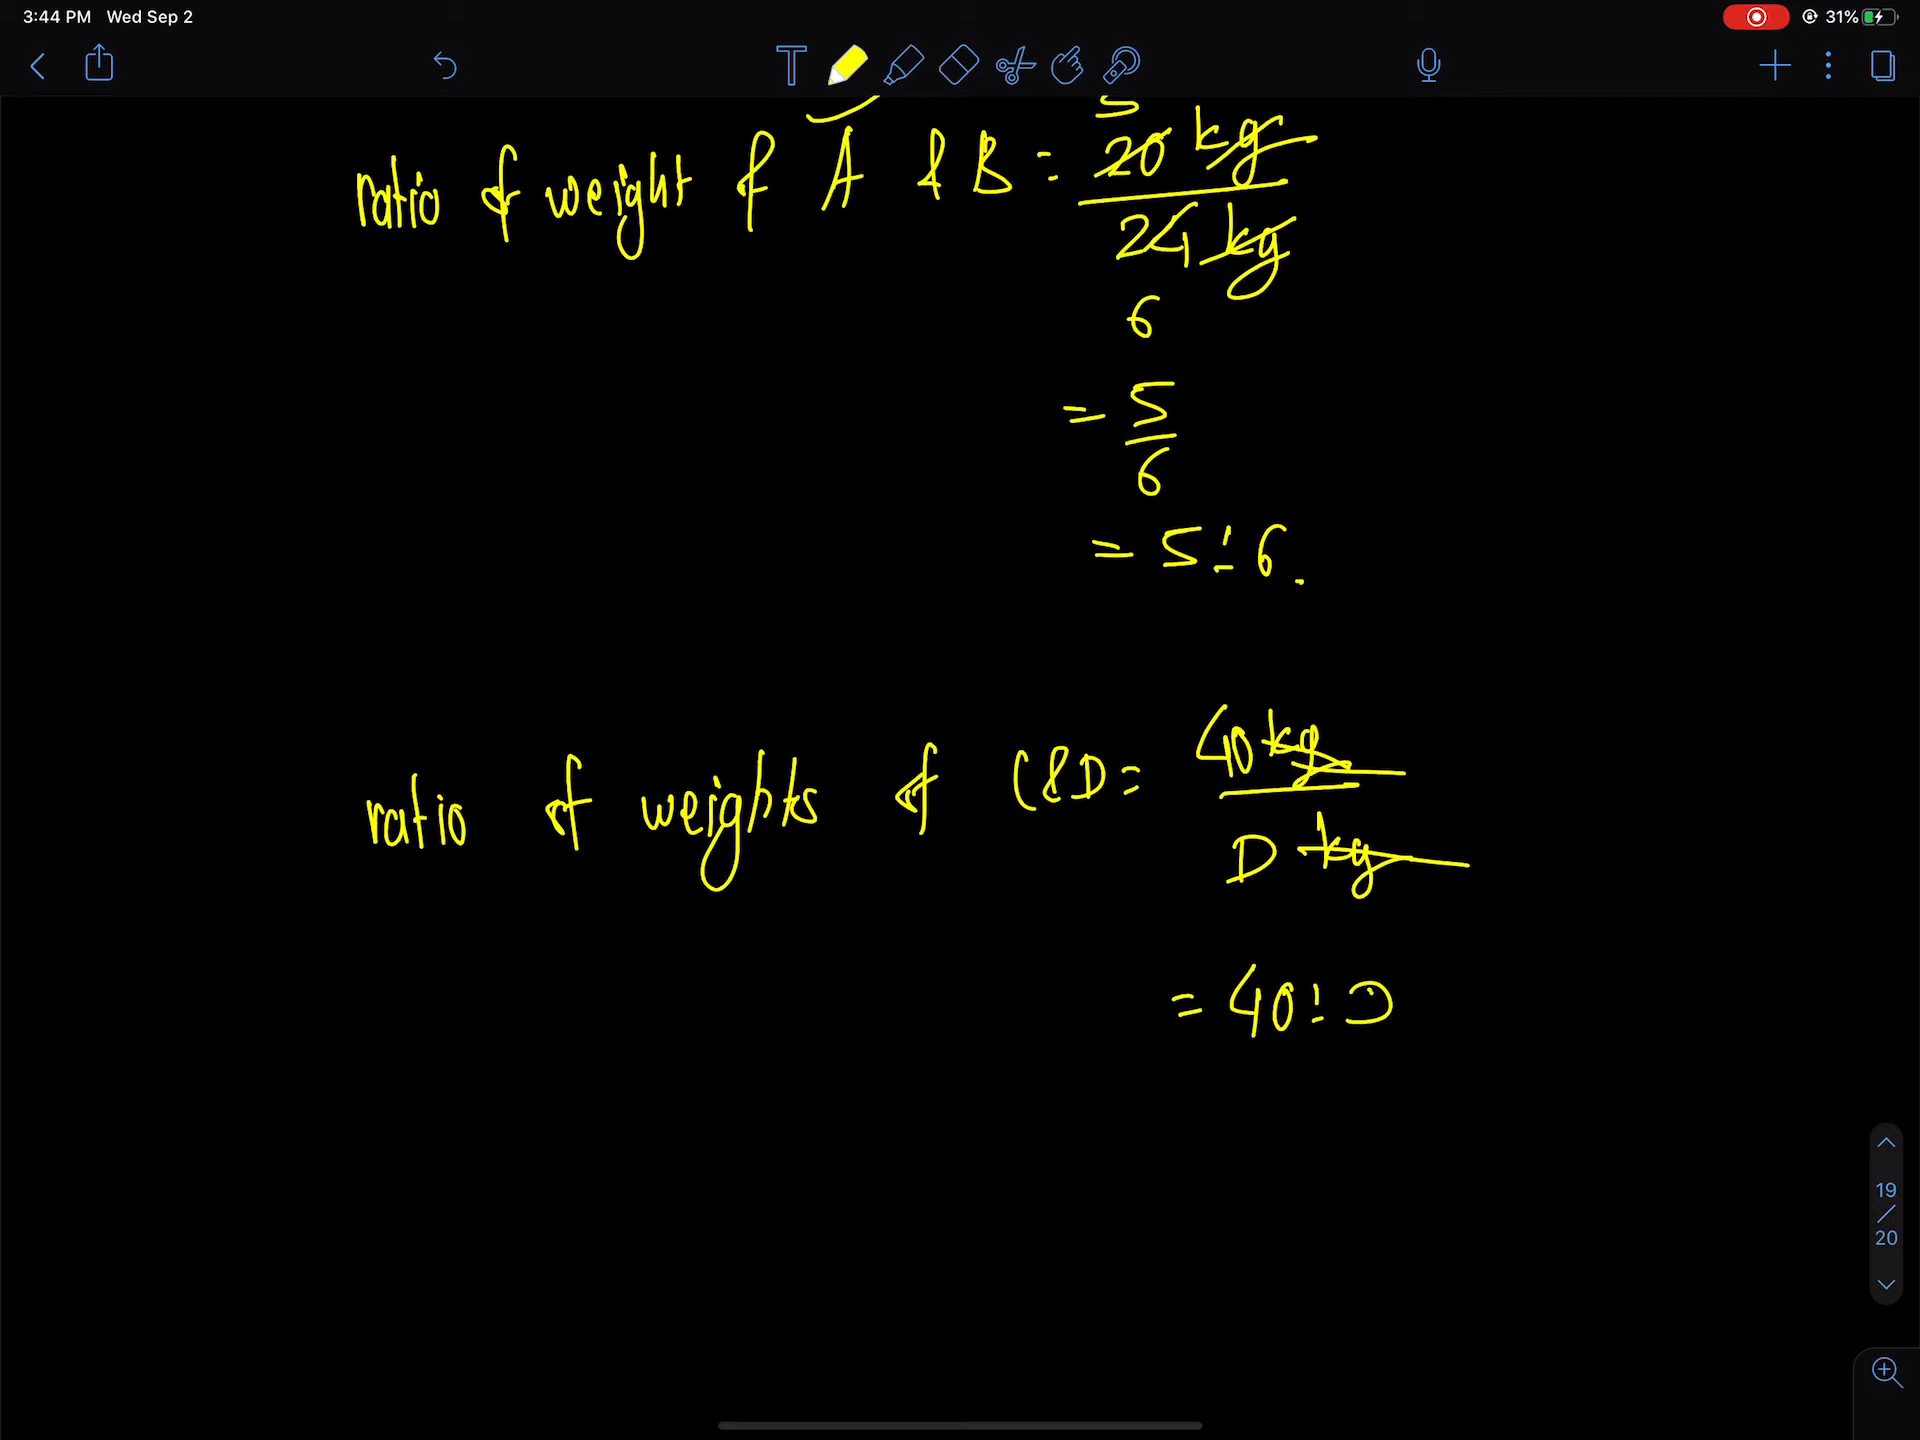 3:44 PM Wed Sep 2
31%
T
5
ratio of weight of A & B = 20 kg
24 kg
6
= 5
6
= 5 : 6.
ratio of weights of C & D = 40 kg
D kg
= 40 : D
19
/
20